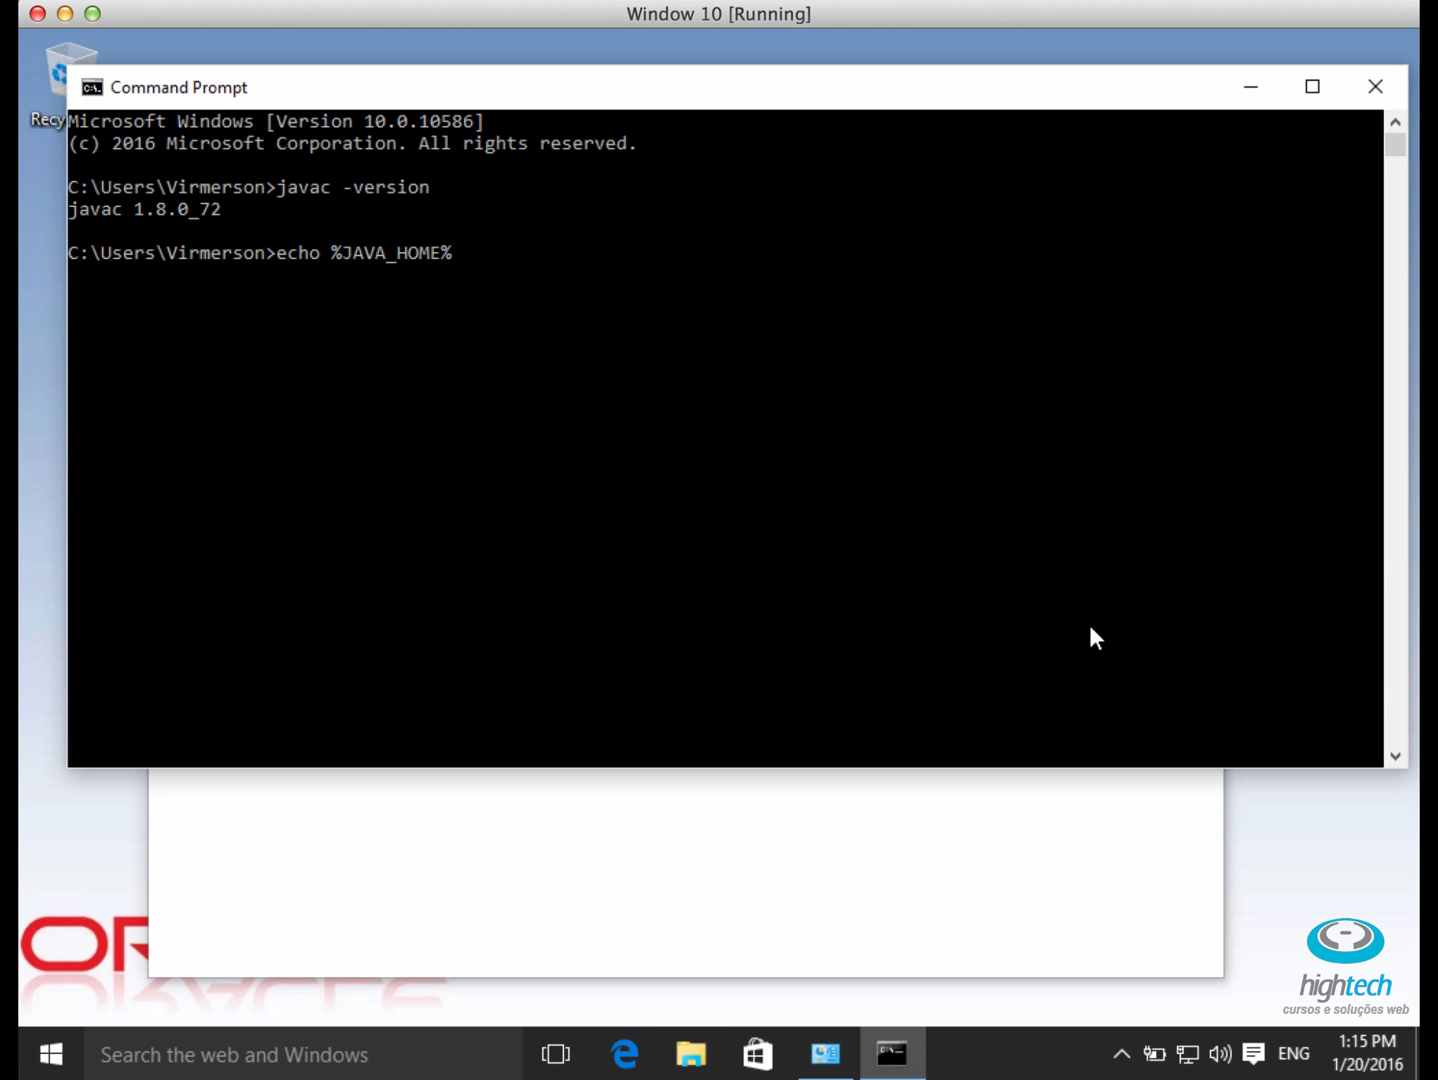 Window 10 [Running]
Command Prompt
Microsoft Windows [Version 10.0.10586]
(c) 2016 Microsoft Corporation. All rights reserved.
C:\Users\Virmerson>javac -version
javac 1.8.0_72
C:\Users\Virmerson>echo %JAVA_HOME%
Recy
hightech
cursos e soluções web
Search the web and Windows
ENG
1:15 PM
1/20/2016